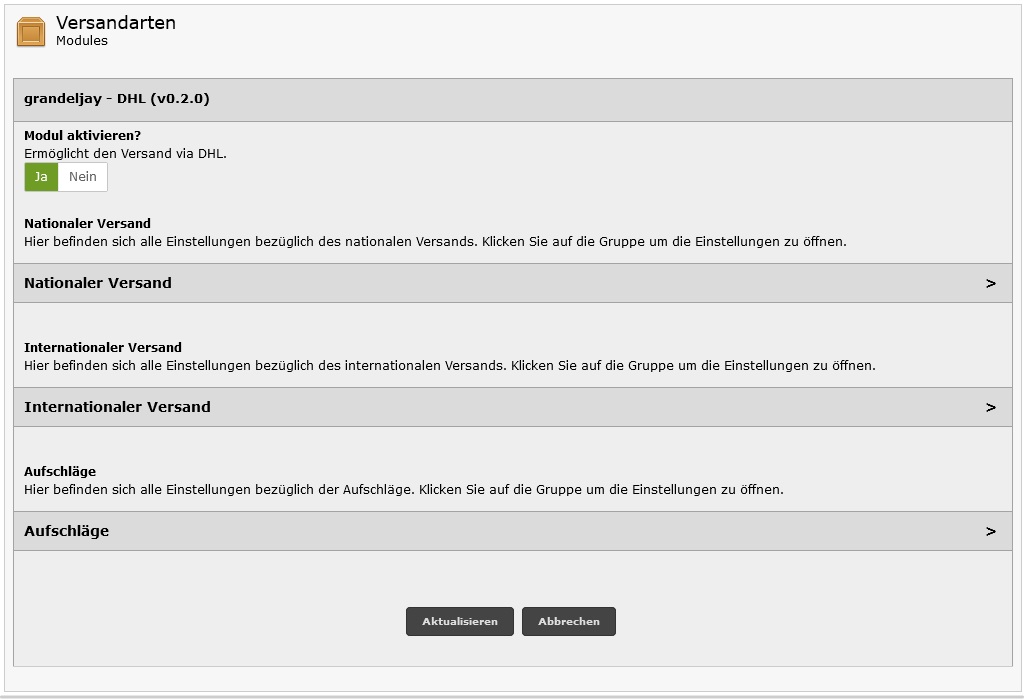 Versandarten
Modules
grandeljay - DHL (v0.2.0)
Modul aktivieren?
Ermöglicht den Versand via DHL.
Ja Nein
Nationaler Versand
Hier befinden sich alle Einstellungen bezüglich des nationalen Versands. Klicken Sie auf die Gruppe um die Einstellungen zu öffnen.
Nationaler Versand >
Internationaler Versand
Hier befinden sich alle Einstellungen bezüglich des internationalen Versands. Klicken Sie auf die Gruppe um die Einstellungen zu öffnen.
Internationaler Versand >
Aufschläge
Hier befinden sich alle Einstellungen bezüglich der Aufschläge. Klicken Sie auf die Gruppe um die Einstellungen zu öffnen.
Aufschläge >
Aktualisieren Abbrechen